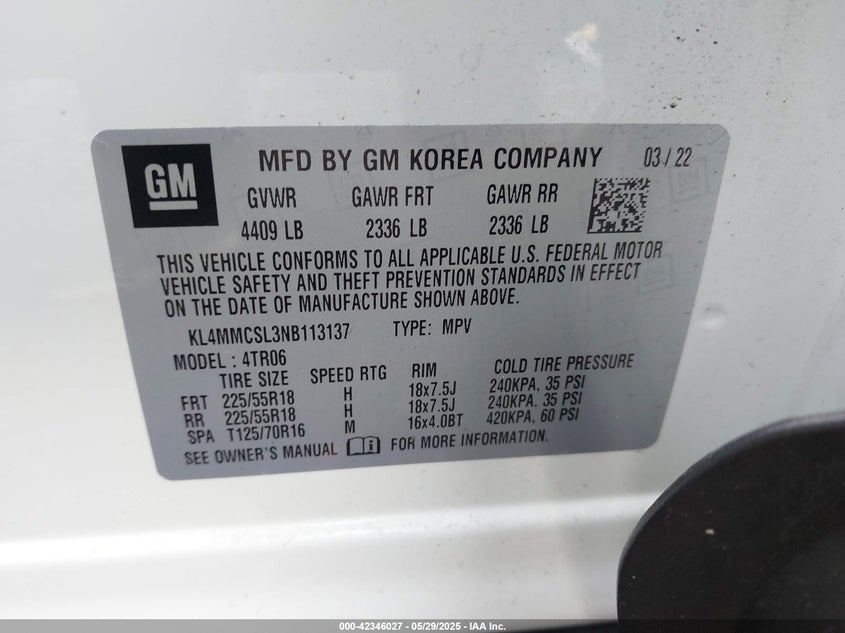 GM
MFD BY GM KOREA COMPANY 03/22
GVWR GAWR FRT GAWR RR
4409 LB 2336 LB 2336 LB
THIS VEHICLE CONFORMS TO ALL APPLICABLE U.S. FEDERAL MOTOR
VEHICLE SAFETY AND THEFT PREVENTION STANDARDS IN EFFECT
ON THE DATE OF MANUFACTURE SHOWN ABOVE.
KL4MMCSL3NB113137 TYPE: MPV
MODEL : 4TR06
TIRE SIZE SPEED RTG RIM COLD TIRE PRESSURE
FRT 225/55R18 H 18x7.5J 240KPA, 35 PSI
RR 225/55R18 H 18x7.5J 240KPA, 35 PSI
SPA T125/70R16 M 16x4.0BT 420KPA, 60 PSI
SEE OWNER'S MANUAL FOR MORE INFORMATION.
000-42346027 - 05/29/2025 - IAA Inc.